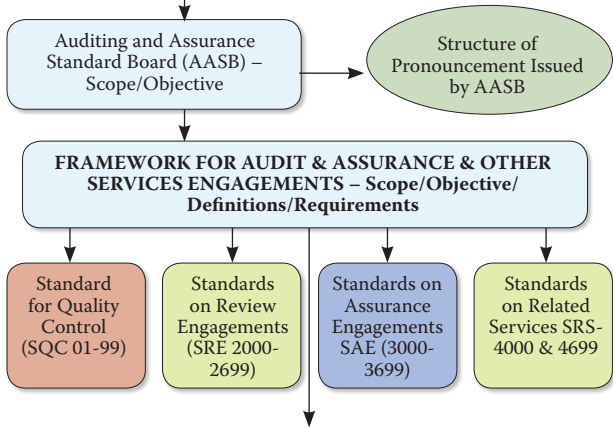 Auditing and Assurance
Standard Board (AASB) –
Scope/Objective
Structure of
Pronouncement Issued
by AASB
FRAMEWORK FOR AUDIT & ASSURANCE & OTHER
SERVICES ENGAGEMENTS – Scope/Objective/
Definitions/Requirements
Standard
for Quality
Control
(SQC 01-99)
Standards
on Review
Engagements
(SRE 2000-
2699)
Standards on
Assurance
Engagements
SAE (3000-
3699)
Standards
on Related
Services SRS-
4000 & 4699